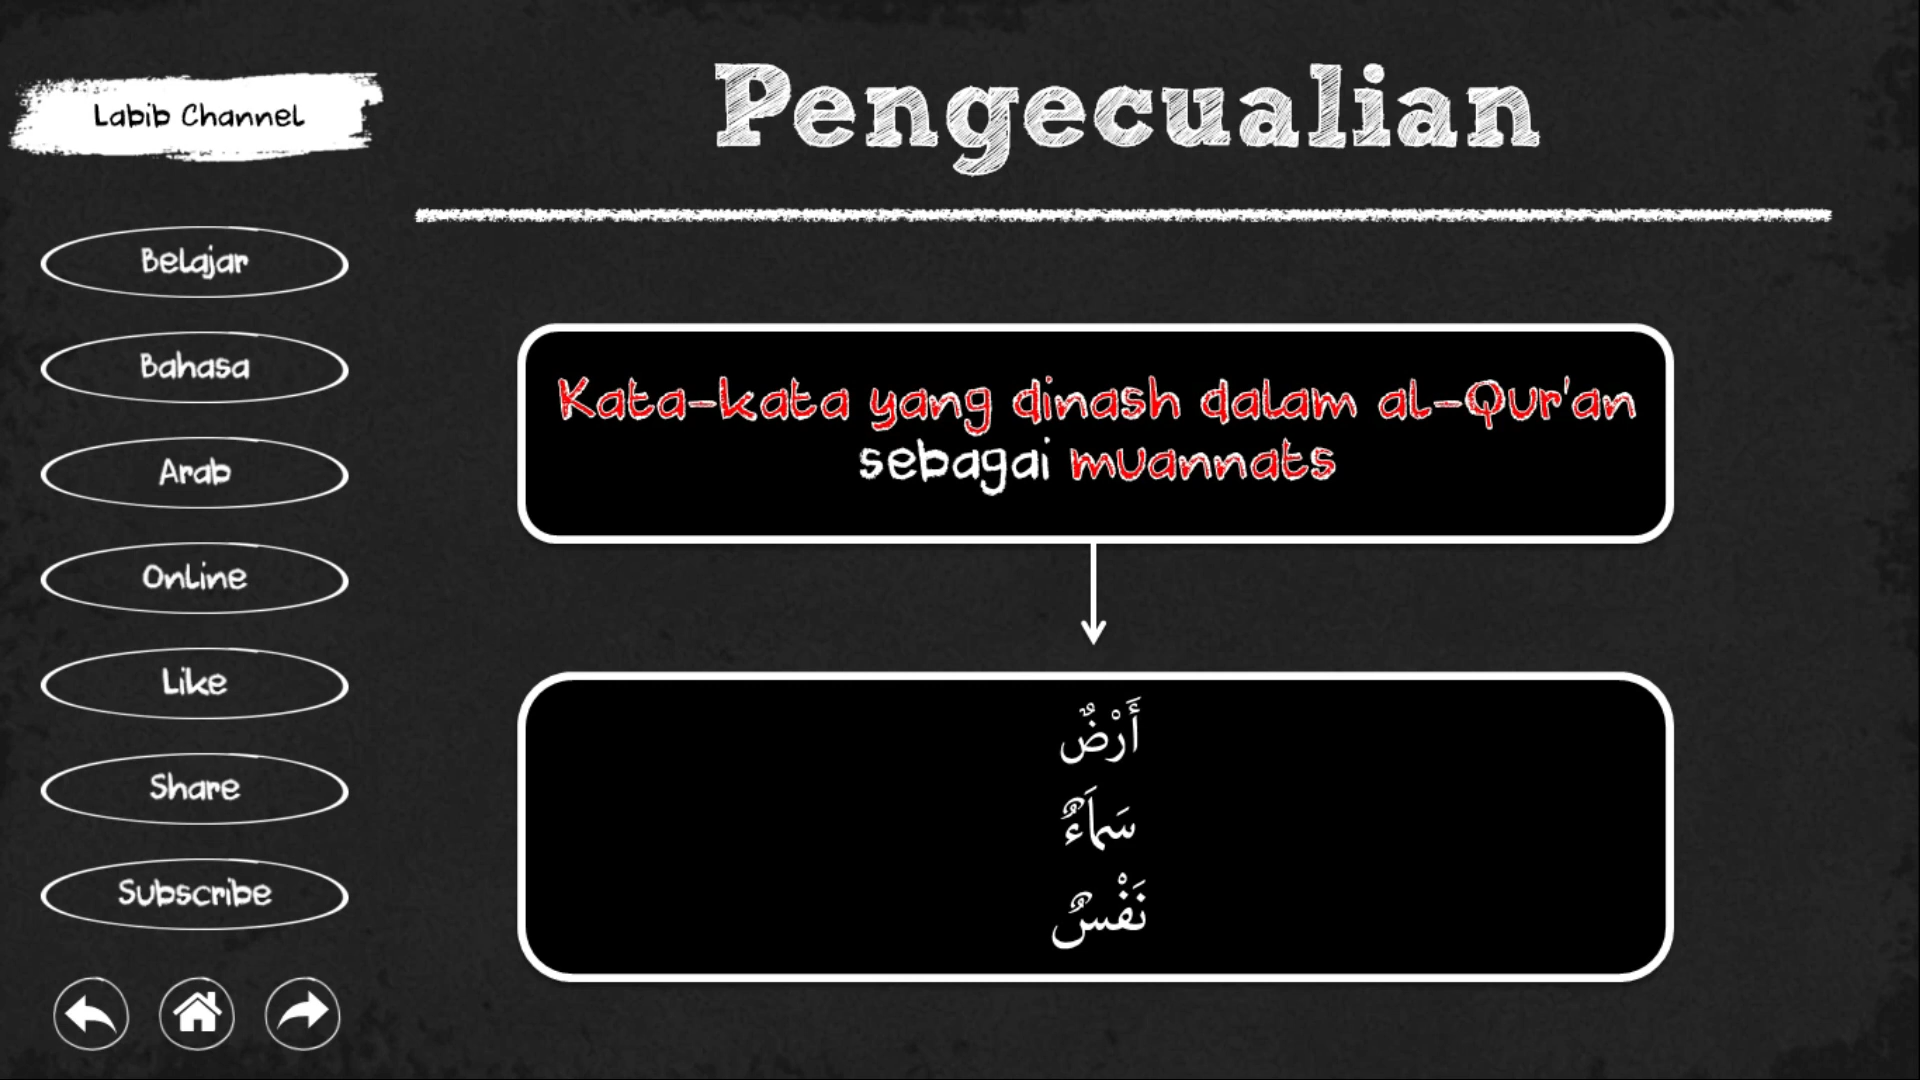 Labib Channel
Pengecualian
Belajar
Bahasa
Arab
Online
Like
Share
Subscribe
Kata-kata yang dinash dalam al-Qur'an
sebagai muannats
أَرْضٌ
سَمَاَءٌ
نَفْسٌ